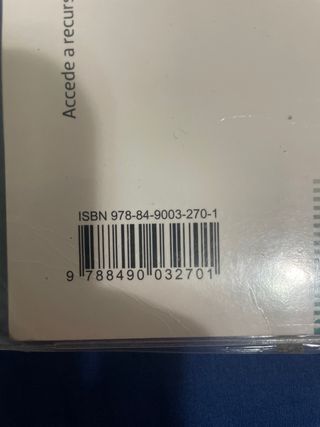 Accede a recurs
ISBN 978-84-9003-270-1
9 788490 032701